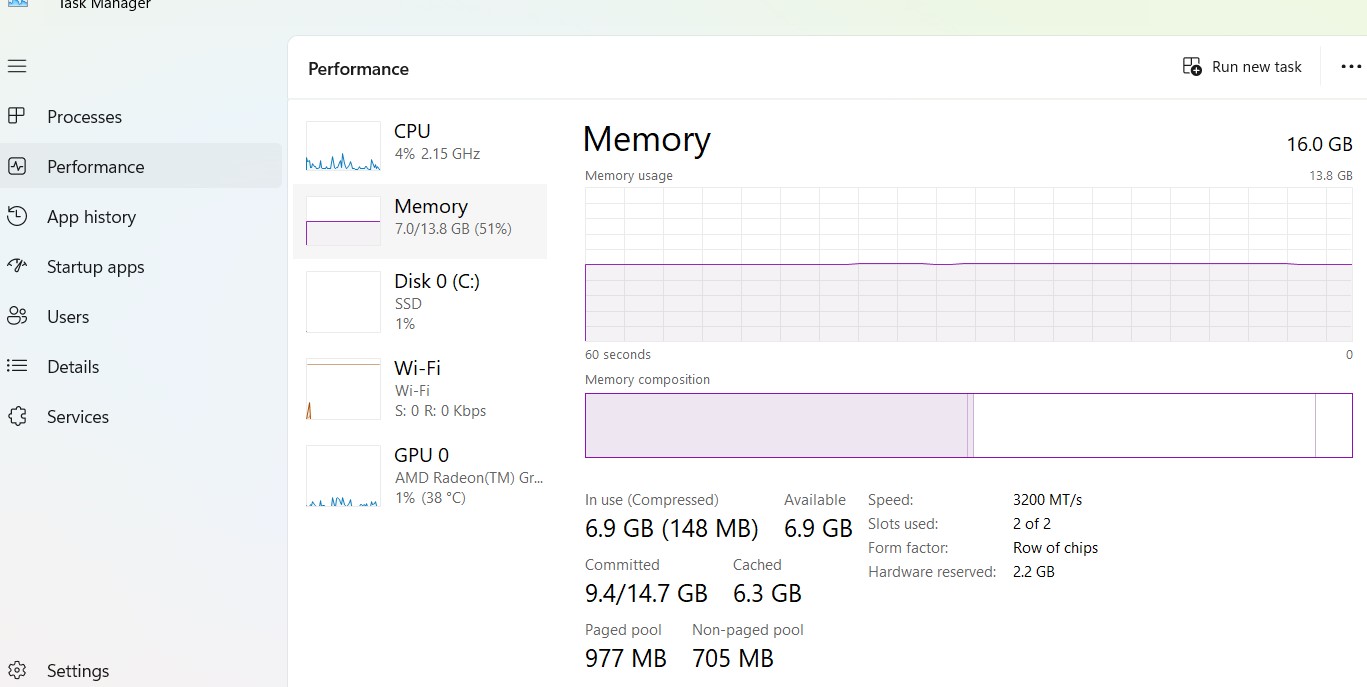 Task Manager
Performance
Run new task
Processes
Performance
App history
Startup apps
Users
Details
Services
Settings
CPU
4% 2.15 GHz
Memory
7.0/13.8 GB (51%)
Disk 0 (C:)
SSD
1%
Wi-Fi
Wi-Fi
S: 0 R: 0 Kbps
GPU 0
AMD Radeon(TM) Gr...
1% (38 °C)
Memory
16.0 GB
Memory usage
13.8 GB
60 seconds
0
Memory composition
In use (Compressed)
6.9 GB (148 MB)
Available
6.9 GB
Committed
9.4/14.7 GB
Cached
6.3 GB
Paged pool
977 MB
Non-paged pool
705 MB
Speed: 3200 MT/s
Slots used: 2 of 2
Form factor: Row of chips
Hardware reserved: 2.2 GB